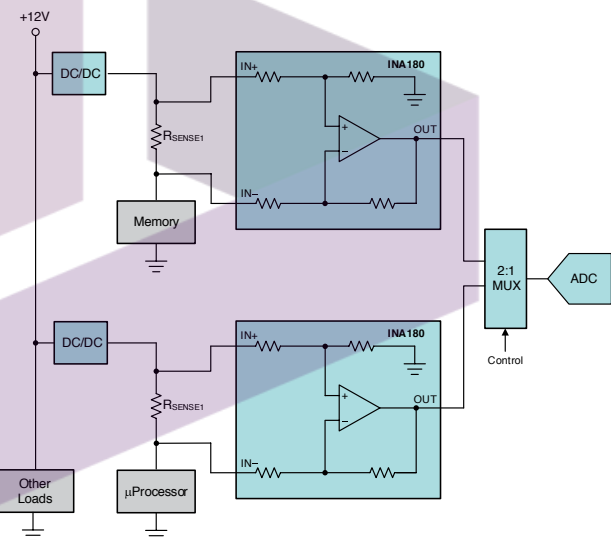 +12V
DC/DC
IN+
INA180
RSENSE1
+
OUT
–
IN–
Memory
2:1
MUX
ADC
Control
DC/DC
IN+
INA180
RSENSE1
+
OUT
–
IN–
Other
Loads
µProcessor